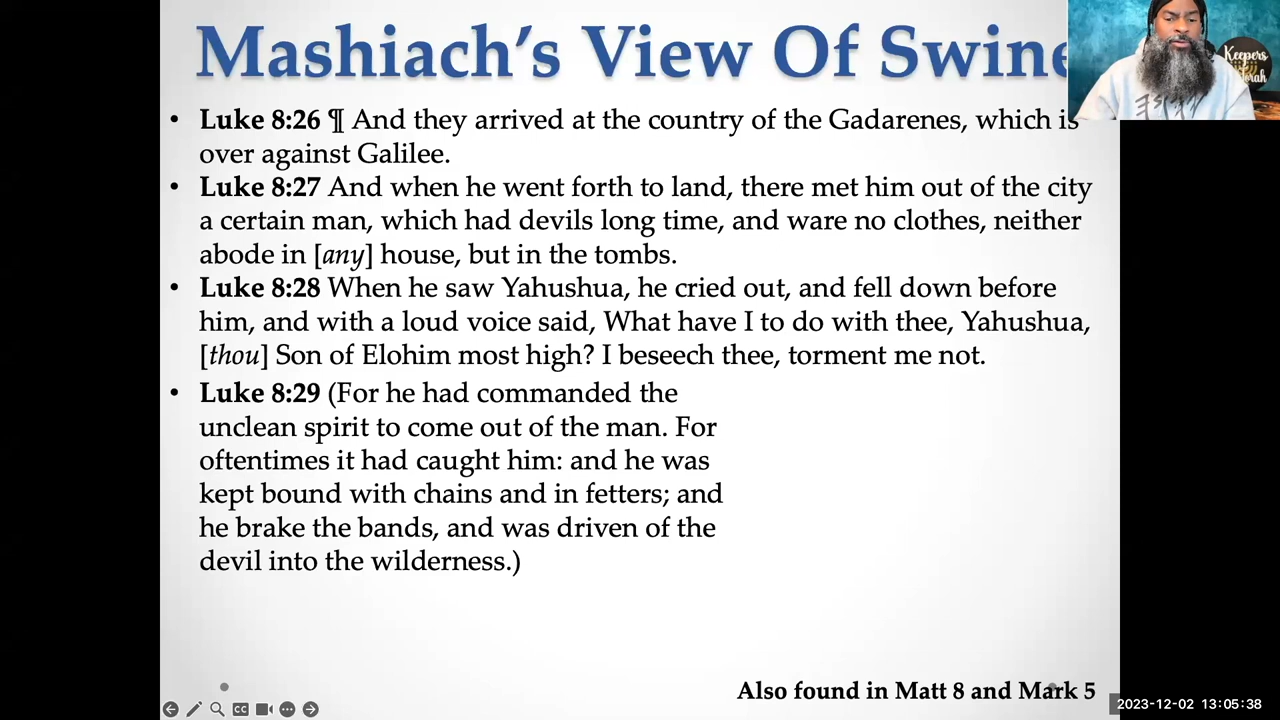 Mashiach's View Of Swine
Keepers
Torah
• Luke 8:26 ¶ And they arrived at the country of the Gadarenes, which is
over against Galilee.
• Luke 8:27 And when he went forth to land, there met him out of the city
a certain man, which had devils long time, and ware no clothes, neither
abode in [any] house, but in the tombs.
• Luke 8:28 When he saw Yahushua, he cried out, and fell down before
him, and with a loud voice said, What have I to do with thee, Yahushua,
[thou] Son of Elohim most high? I beseech thee, torment me not.
• Luke 8:29 (For he had commanded the
unclean spirit to come out of the man. For
oftentimes it had caught him: and he was
kept bound with chains and in fetters; and
he brake the bands, and was driven of the
devil into the wilderness.)
Also found in Matt 8 and Mark 5
CC
2023-12-02 13:05:38